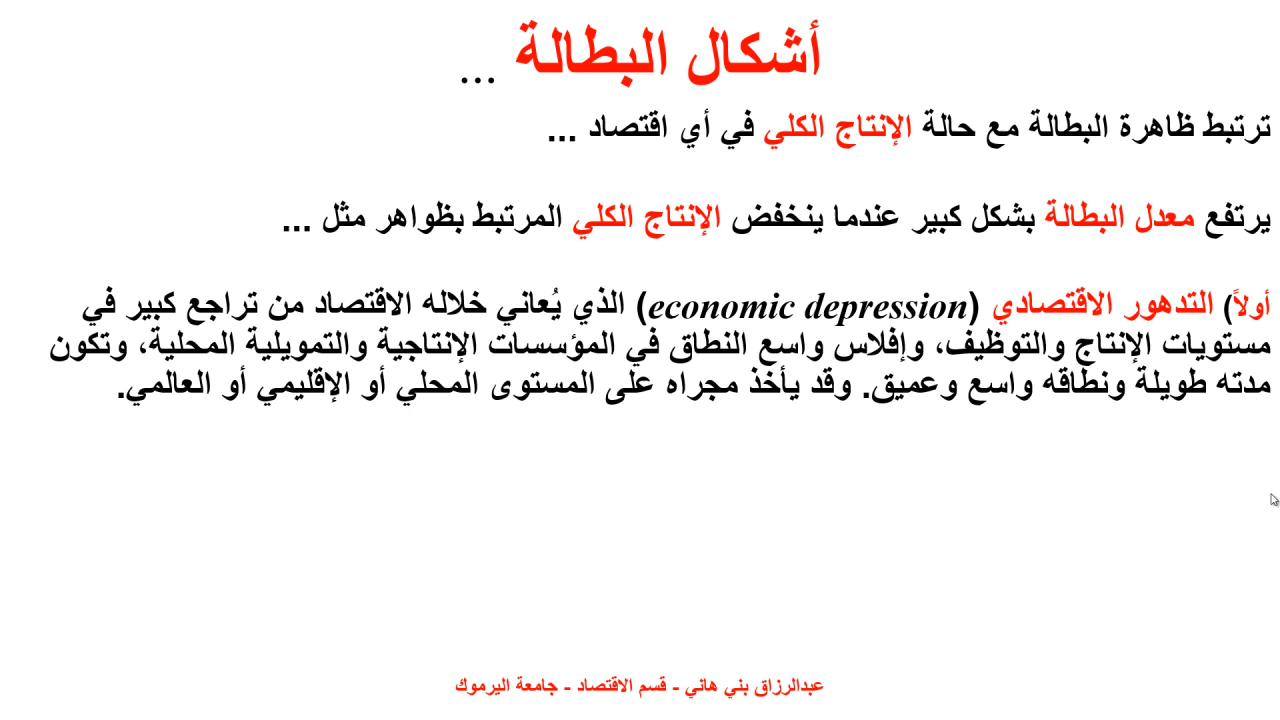 أشكال البطالة ...
ترتبط ظاهرة البطالة مع حالة الإنتاج الكلي في أي اقتصاد ...
يرتفع معدل البطالة بشكل كبير عندما ينخفض الإنتاج الكلي المرتبط بظواهر مثل ...
أولاً) التدهور الاقتصادي (economic depression) الذي يُعاني خلاله الاقتصاد من تراجع كبير في
مستويات الإنتاج والتوظيف، وإفلاس واسع النطاق في المؤسسات الإنتاجية والتمويلية المحلية، وتكون
مدته طويلة ونطاقه واسع وعميق. وقد يأخذ مجراه على المستوى المحلي أو الإقليمي أو العالمي.
عبدالرزاق بني هاني - قسم الاقتصاد - جامعة اليرموك